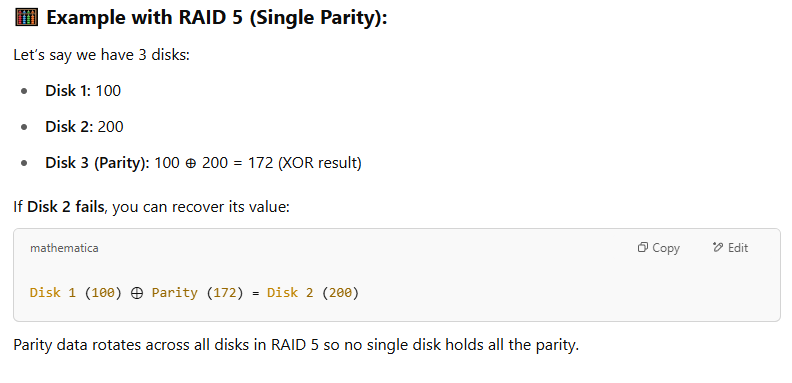 🧮 Example with RAID 5 (Single Parity):
Let’s say we have 3 disks:
• Disk 1: 100
• Disk 2: 200
• Disk 3 (Parity): 100 ⊕ 200 = 172 (XOR result)
If Disk 2 fails, you can recover its value:
mathematica Copy Edit
Disk 1 (100) ⊕ Parity (172) = Disk 2 (200)
Parity data rotates across all disks in RAID 5 so no single disk holds all the parity.